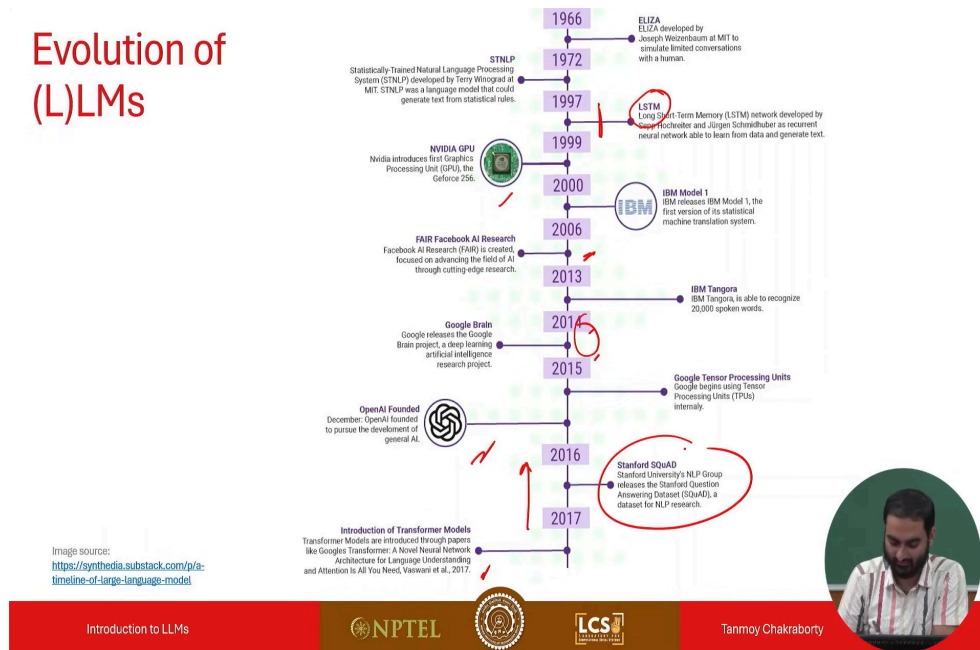 Evolution of
(L)LMs
1966
ELIZA
ELIZA developed by
Joseph Weizenbaum at MIT to
simulate limited conversations
with a human.
1972
STNLP
Statistically-Trained Natural Language Processing
System (STNLP) developed by Terry Winograd at
MIT. STNLP was a language model that could
generate text from statistical rules.
1997
LSTM
Long Short-Term Memory (LSTM) network developed by
Sepp Hochreiter and Jürgen Schmidhuber as recurrent
neural network able to learn from data and generate text.
1999
NVIDIA GPU
Nvidia introduces first Graphics
Processing Unit (GPU), the
Geforce 256.
2000
IBM
IBM Model 1
IBM releases IBM Model 1, the
first version of its statistical
machine translation system.
2006
FAIR Facebook AI Research
Facebook AI Research (FAIR) is created,
focused on advancing the field of AI
through cutting-edge research.
2013
IBM Tangora
IBM Tangora, is able to recognize
20,000 spoken words.
2014
Google Brain
Google releases the Google
Brain project, a deep learning
artificial intelligence
research project.
2015
Google Tensor Processing Units
Google begins using Tensor
Processing Units (TPUs)
internaly.
OpenAI Founded
December: OpenAI founded
to pursue the develoment of
general AI.
2016
Stanford SQuAD
Stanford University's NLP Group
releases the Stanford Question
Answering Dataset (SQuAD), a
dataset for NLP research.
2017
Introduction of Transformer Models
Transformer Models are introduced through papers
like Googles Transformer: A Novel Neural Network
Architecture for Language Understanding
and Attention Is All You Need, Vaswani et al., 2017.
Image source:
https://synthedia.substack.com/p/a-
timeline-of-large-language-model
Introduction to LLMs
NPTEL
LCS
Tanmoy Chakraborty